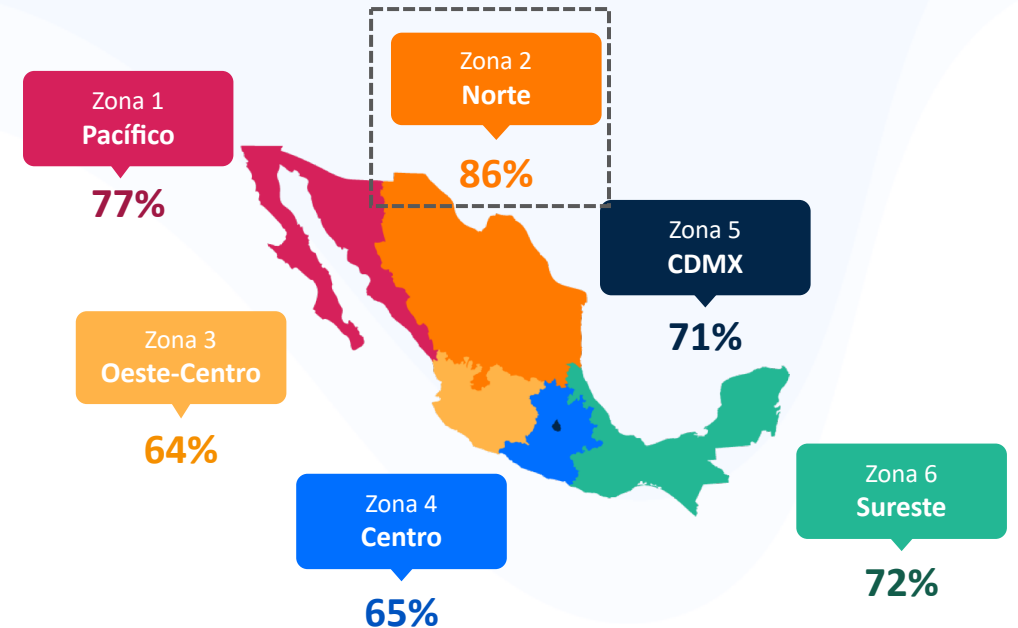 Zona 1
Pacífico
77%
Zona 2
Norte
86%
Zona 5
CDMX
71%
Zona 3
Oeste-Centro
64%
Zona 4
Centro
65%
Zona 6
Sureste
72%